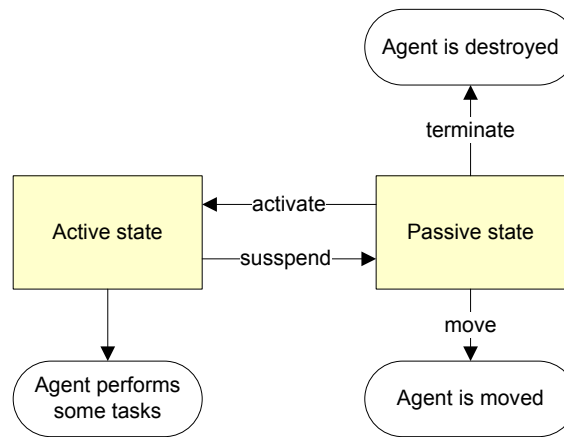 Agent is destroyed
terminate
activate
Active state
Passive state
susspend
move
Agent performs
some tasks
Agent is moved